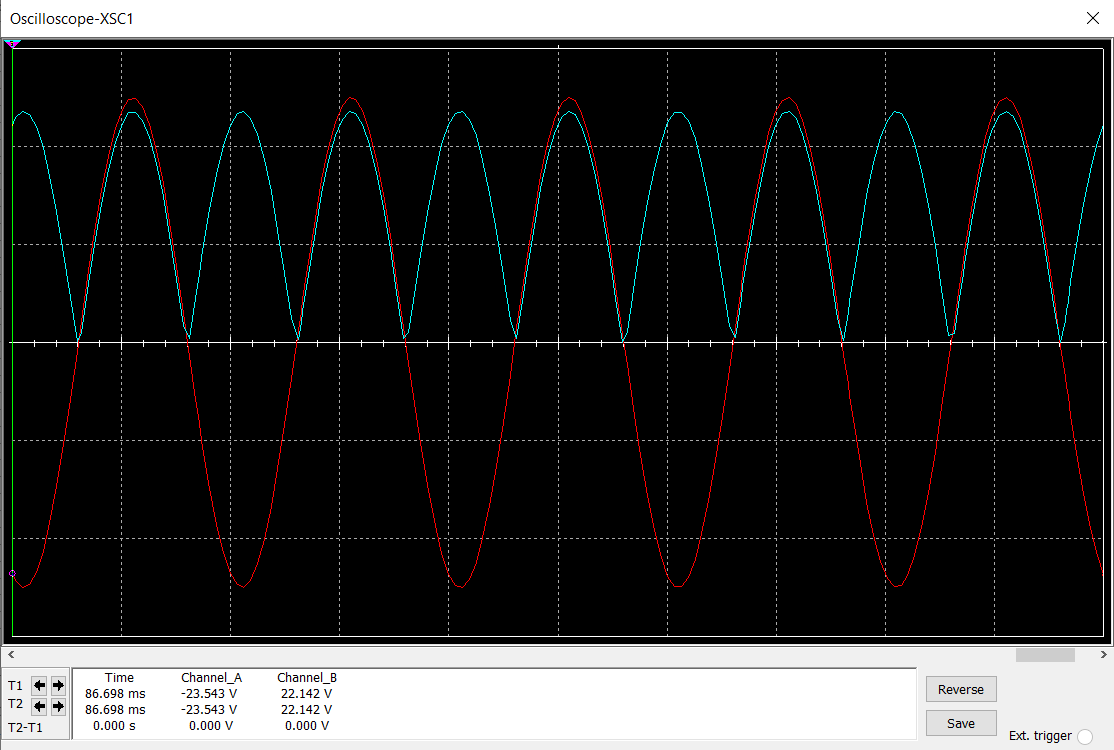 Oscilloscope-XSC1
T1
T2
T2-T1
Time Channel_A Channel_B
86.698 ms -23.543 V 22.142 V
86.698 ms -23.543 V 22.142 V
0.000 s 0.000 V 0.000 V
Reverse
Save
Ext. trigger